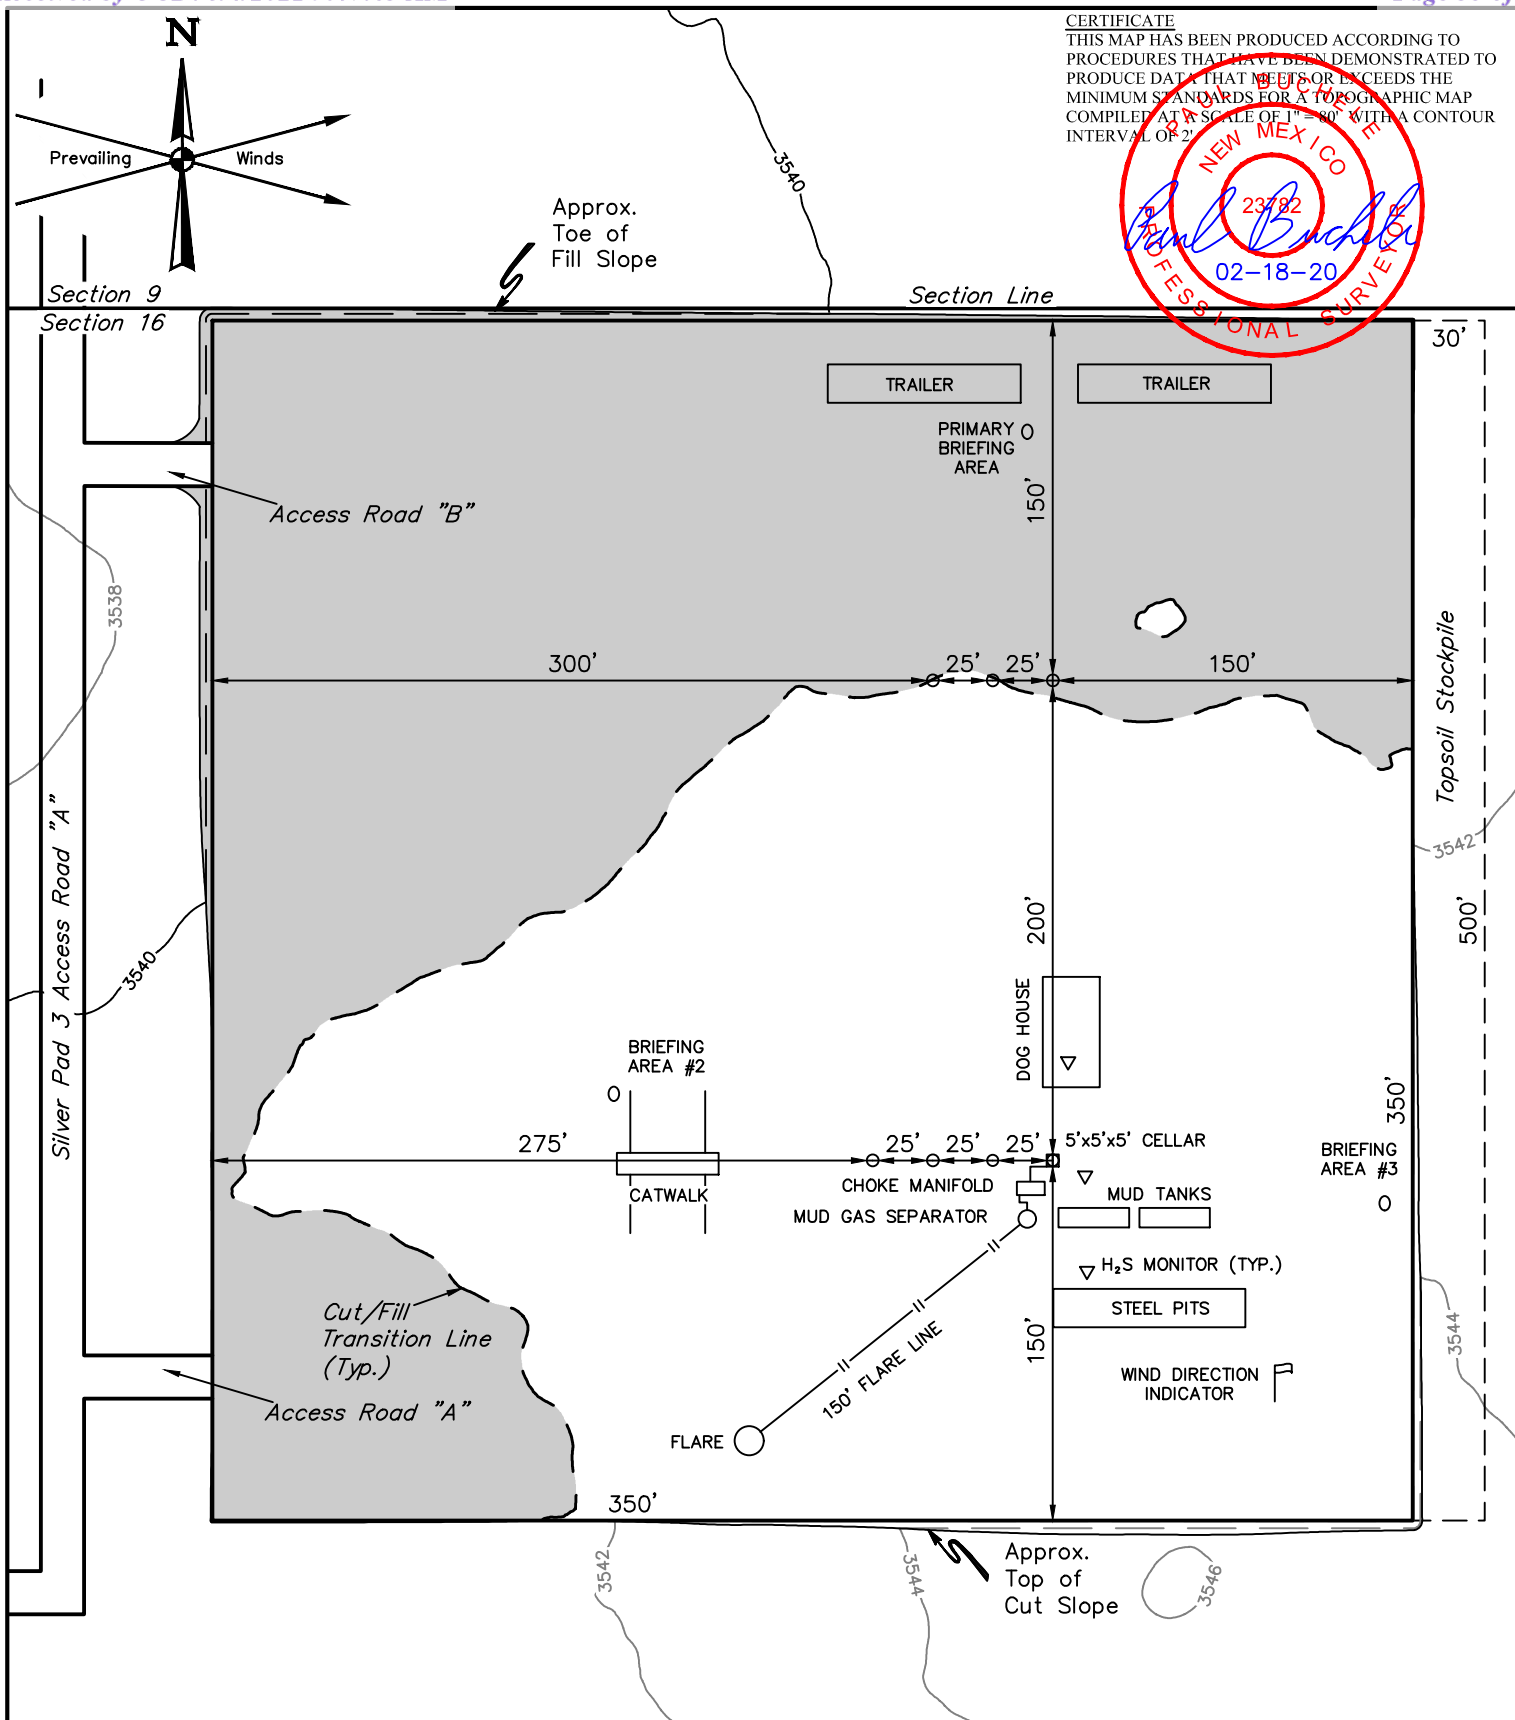 N
Prevailing Winds
CERTIFICATE
THIS MAP HAS BEEN PRODUCED ACCORDING TO
PROCEDURES THAT HAVE BEEN DEMONSTRATED TO
PRODUCE DATA THAT MEETS OR EXCEEDS THE
MINIMUM STANDARDS FOR A TOPOGRAPHIC MAP
COMPILED AT A SCALE OF 1" = 80' WITH A CONTOUR
INTERVAL OF 2'
PAUL BUCHELE
NEW MEXICO
23782
Paul Buchele
02-18-20
PROFESSIONAL SURVEYOR
3540
Approx.
Toe of
Fill Slope
Section 9
Section Line
Section 16
30'
TRAILER
TRAILER
PRIMARY
BRIEFING
AREA
150'
Access Road "B"
3538
300'
25'
25'
150'
Topsoil Stockpile
3542
Silver Pad 3 Access Road "A"
200'
500'
3540
DOG HOUSE
BRIEFING
AREA #2
350'
275'
25'
25'
25'
5'x5'x5' CELLAR
BRIEFING
AREA #3
CATWALK
CHOKE MANIFOLD
MUD TANKS
MUD GAS SEPARATOR
H₂S MONITOR (TYP.)
STEEL PITS
Cut/Fill
Transition Line
(Typ.)
150'
150' FLARE LINE
3544
WIND DIRECTION
INDICATOR
Access Road "A"
FLARE
350'
3542
3544
Approx.
Top of
Cut Slope
3546